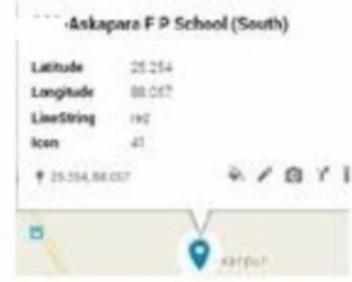 -Askapara F P School (South)
Latitude 25.254
Longitude 88.057
LineString red
Icon 41
25.254, 88.057